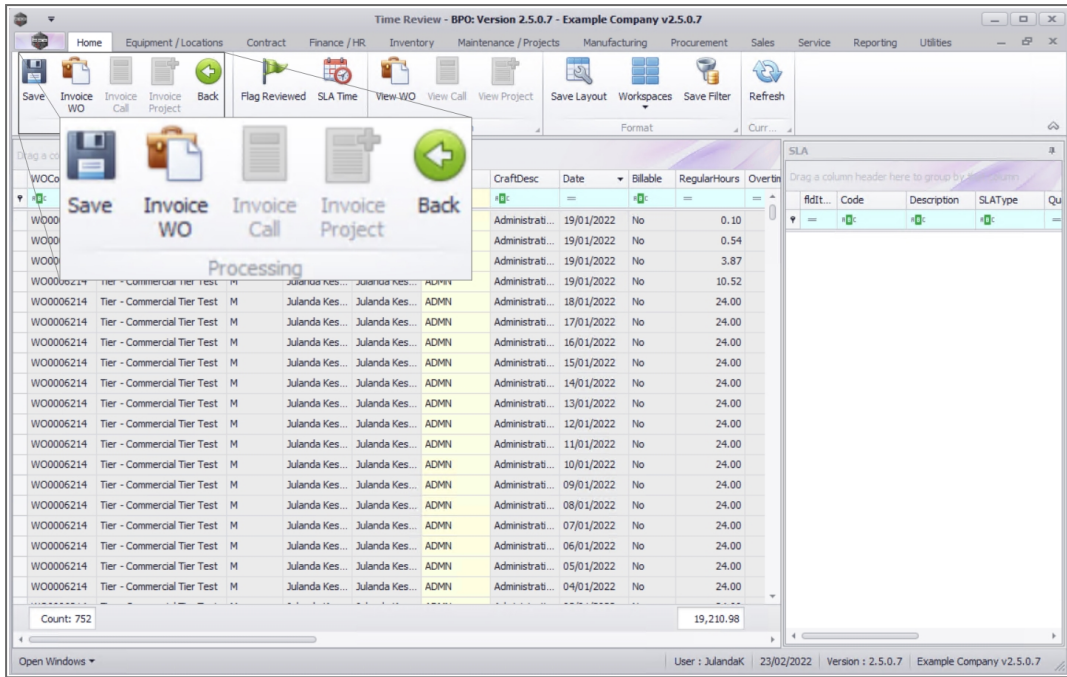 Time Review - BPO: Version 2.5.0.7 - Example Company v2.5.0.7
Home Equipment / Locations Contract Finance / HR Inventory Maintenance / Projects Manufacturing Procurement Sales Service Reporting Utilities
Save Invoice WO Invoice Call Invoice Project Back Flag Reviewed SLA Time View WO View Call View Project Save Layout Workspaces Save Filter Refresh
Format Curr...
Save Invoice WO Invoice Call Invoice Project Back
Processing
SLA
Drag a column header here to group by that column
CraftDesc Date Billable RegularHours Overtin
fldIt... Code Description SLAType Qu
Administrati... 19/01/2022 No 0.10
Administrati... 19/01/2022 No 0.54
Administrati... 19/01/2022 No 3.87
WO0006214 Tier - Commercial Tier Test M Julanda Kes... Julanda Kes... ADMN Administrati... 19/01/2022 No 10.52
WO0006214 Tier - Commercial Tier Test M Julanda Kes... Julanda Kes... ADMN Administrati... 18/01/2022 No 24.00
WO0006214 Tier - Commercial Tier Test M Julanda Kes... Julanda Kes... ADMN Administrati... 17/01/2022 No 24.00
WO0006214 Tier - Commercial Tier Test M Julanda Kes... Julanda Kes... ADMN Administrati... 16/01/2022 No 24.00
WO0006214 Tier - Commercial Tier Test M Julanda Kes... Julanda Kes... ADMN Administrati... 15/01/2022 No 24.00
WO0006214 Tier - Commercial Tier Test M Julanda Kes... Julanda Kes... ADMN Administrati... 14/01/2022 No 24.00
WO0006214 Tier - Commercial Tier Test M Julanda Kes... Julanda Kes... ADMN Administrati... 13/01/2022 No 24.00
WO0006214 Tier - Commercial Tier Test M Julanda Kes... Julanda Kes... ADMN Administrati... 12/01/2022 No 24.00
WO0006214 Tier - Commercial Tier Test M Julanda Kes... Julanda Kes... ADMN Administrati... 11/01/2022 No 24.00
WO0006214 Tier - Commercial Tier Test M Julanda Kes... Julanda Kes... ADMN Administrati... 10/01/2022 No 24.00
WO0006214 Tier - Commercial Tier Test M Julanda Kes... Julanda Kes... ADMN Administrati... 09/01/2022 No 24.00
WO0006214 Tier - Commercial Tier Test M Julanda Kes... Julanda Kes... ADMN Administrati... 08/01/2022 No 24.00
WO0006214 Tier - Commercial Tier Test M Julanda Kes... Julanda Kes... ADMN Administrati... 07/01/2022 No 24.00
WO0006214 Tier - Commercial Tier Test M Julanda Kes... Julanda Kes... ADMN Administrati... 06/01/2022 No 24.00
WO0006214 Tier - Commercial Tier Test M Julanda Kes... Julanda Kes... ADMN Administrati... 05/01/2022 No 24.00
WO0006214 Tier - Commercial Tier Test M Julanda Kes... Julanda Kes... ADMN Administrati... 04/01/2022 No 24.00
Count: 752 19,210.98
Open Windows User : JulandaK 23/02/2022 Version : 2.5.0.7 Example Company v2.5.0.7